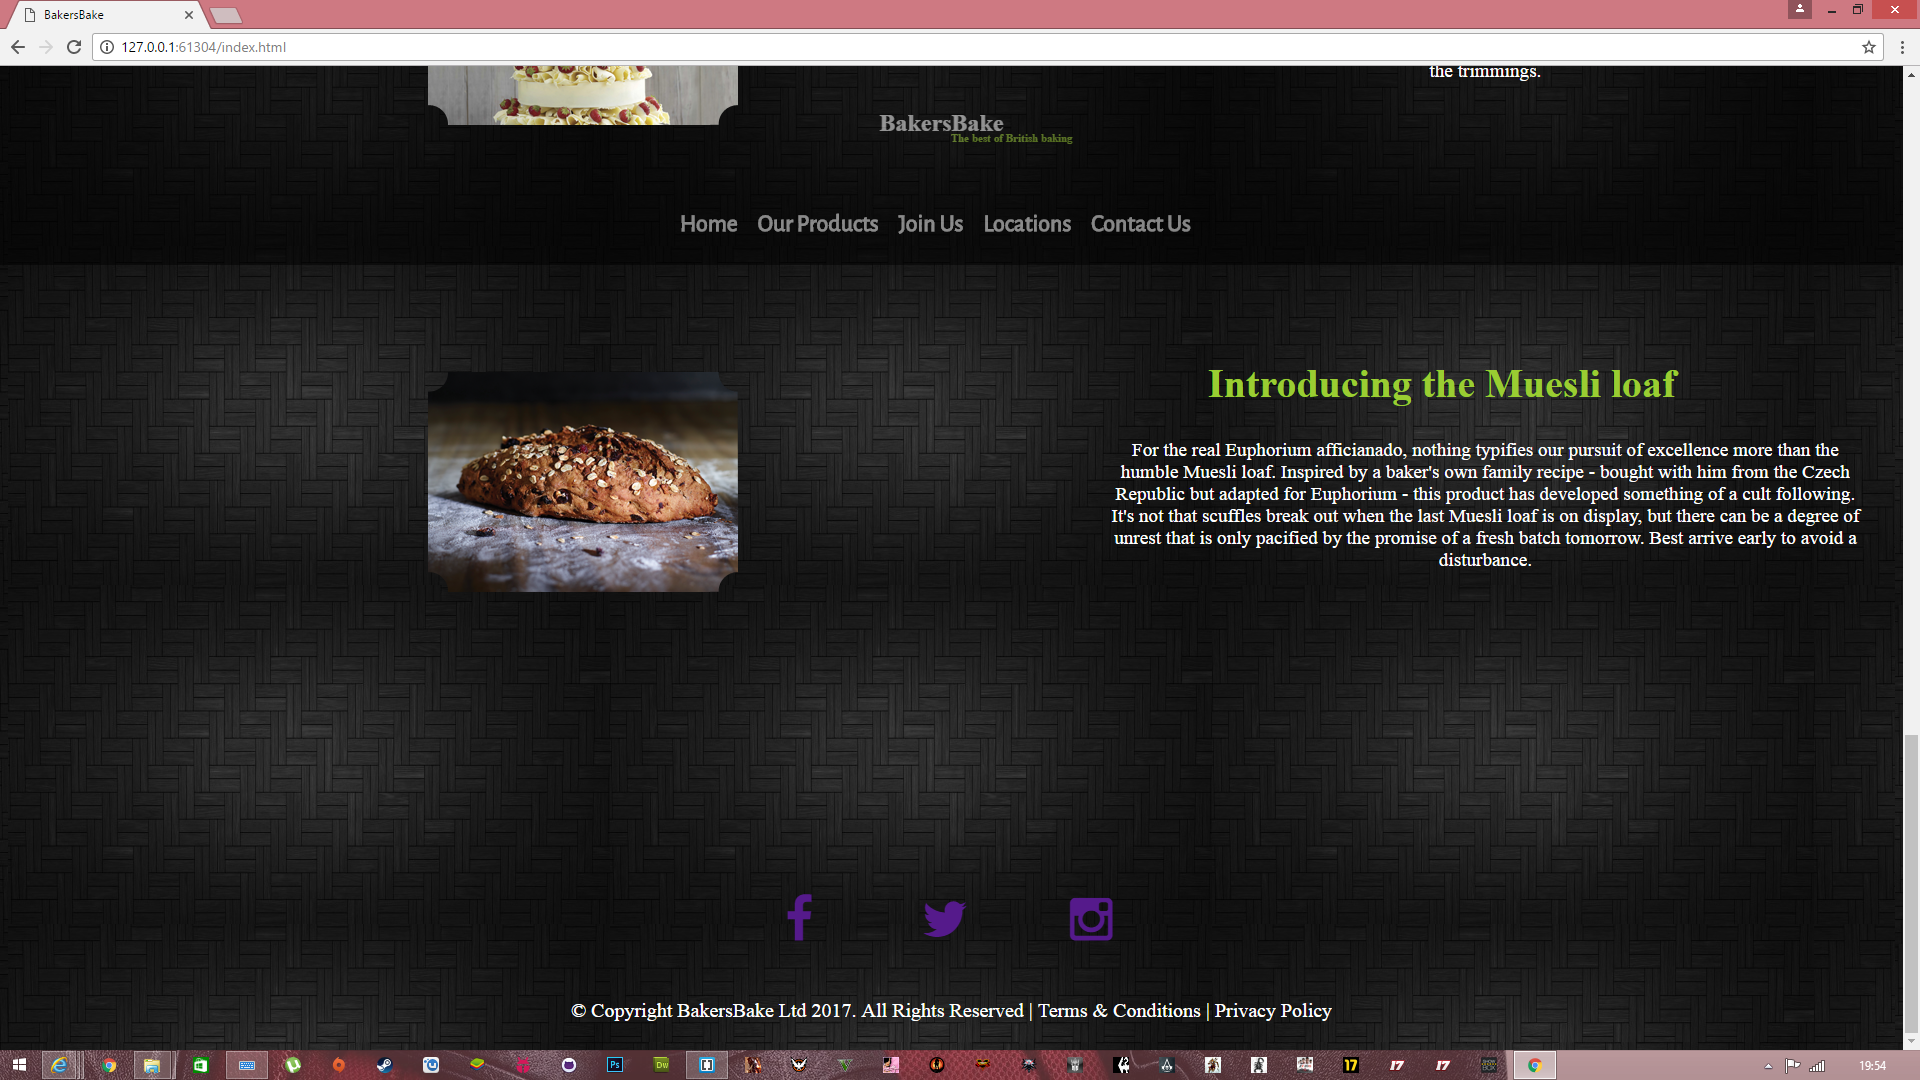 BakersBake
127.0.0.1:61304/index.html
the trimmings.
BakersBake
The best of British baking
Home Our Products Join Us Locations Contact Us
Introducing the Muesli loaf
For the real Euphorium afficianado, nothing typifies our pursuit of excellence more than the
humble Muesli loaf. Inspired by a baker's own family recipe - bought with him from the Czech
Republic but adapted for Euphorium - this product has developed something of a cult following.
It's not that scuffles break out when the last Muesli loaf is on display, but there can be a degree of
unrest that is only pacified by the promise of a fresh batch tomorrow. Best arrive early to avoid a
disturbance.
© Copyright BakersBake Ltd 2017. All Rights Reserved | Terms & Conditions | Privacy Policy
Ps Dw 17 17 17 19:54